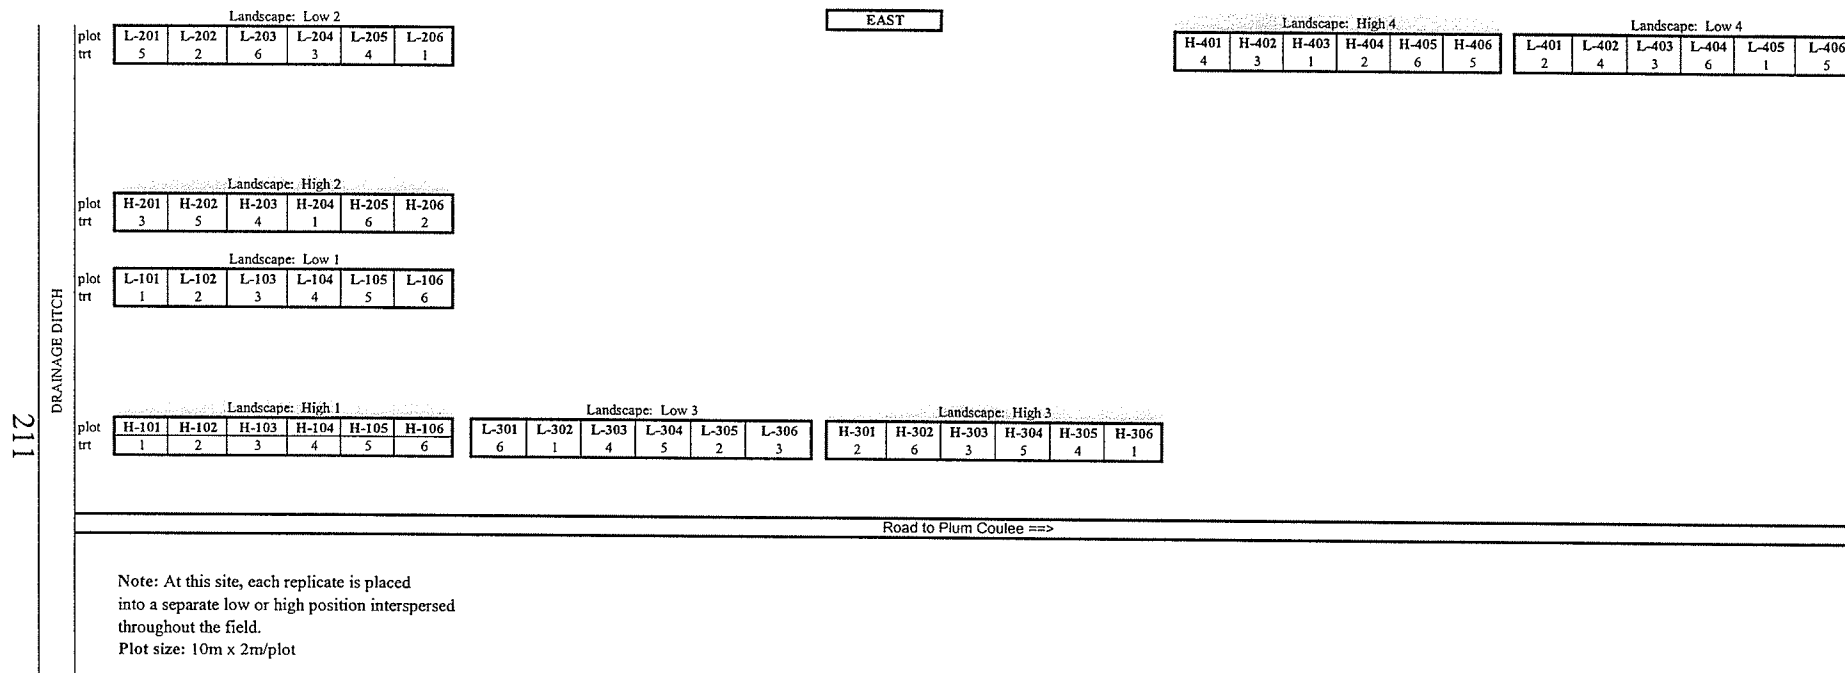 EAST
Landscape: Low 2
plot L-201 L-202 L-203 L-204 L-205 L-206
trt 5 2 6 3 4 1
Landscape: High 4
H-401 H-402 H-403 H-404 H-405 H-406
4 3 1 2 6 5
Landscape: Low 4
L-401 L-402 L-403 L-404 L-405 L-406
2 4 3 6 1 5
Landscape: High 2
plot H-201 H-202 H-203 H-204 H-205 H-206
trt 3 5 4 1 6 2
Landscape: Low 1
plot L-101 L-102 L-103 L-104 L-105 L-106
trt 1 2 3 4 5 6
DRAINAGE DITCH
Landscape: High 1
plot H-101 H-102 H-103 H-104 H-105 H-106
trt 1 2 3 4 5 6
Landscape: Low 3
L-301 L-302 L-303 L-304 L-305 L-306
6 1 4 5 2 3
Landscape: High 3
H-301 H-302 H-303 H-304 H-305 H-306
2 6 3 5 4 1
211
Road to Plum Coulee ==>
Note: At this site, each replicate is placed
into a separate low or high position interspersed
throughout the field.
Plot size: 10m x 2m/plot